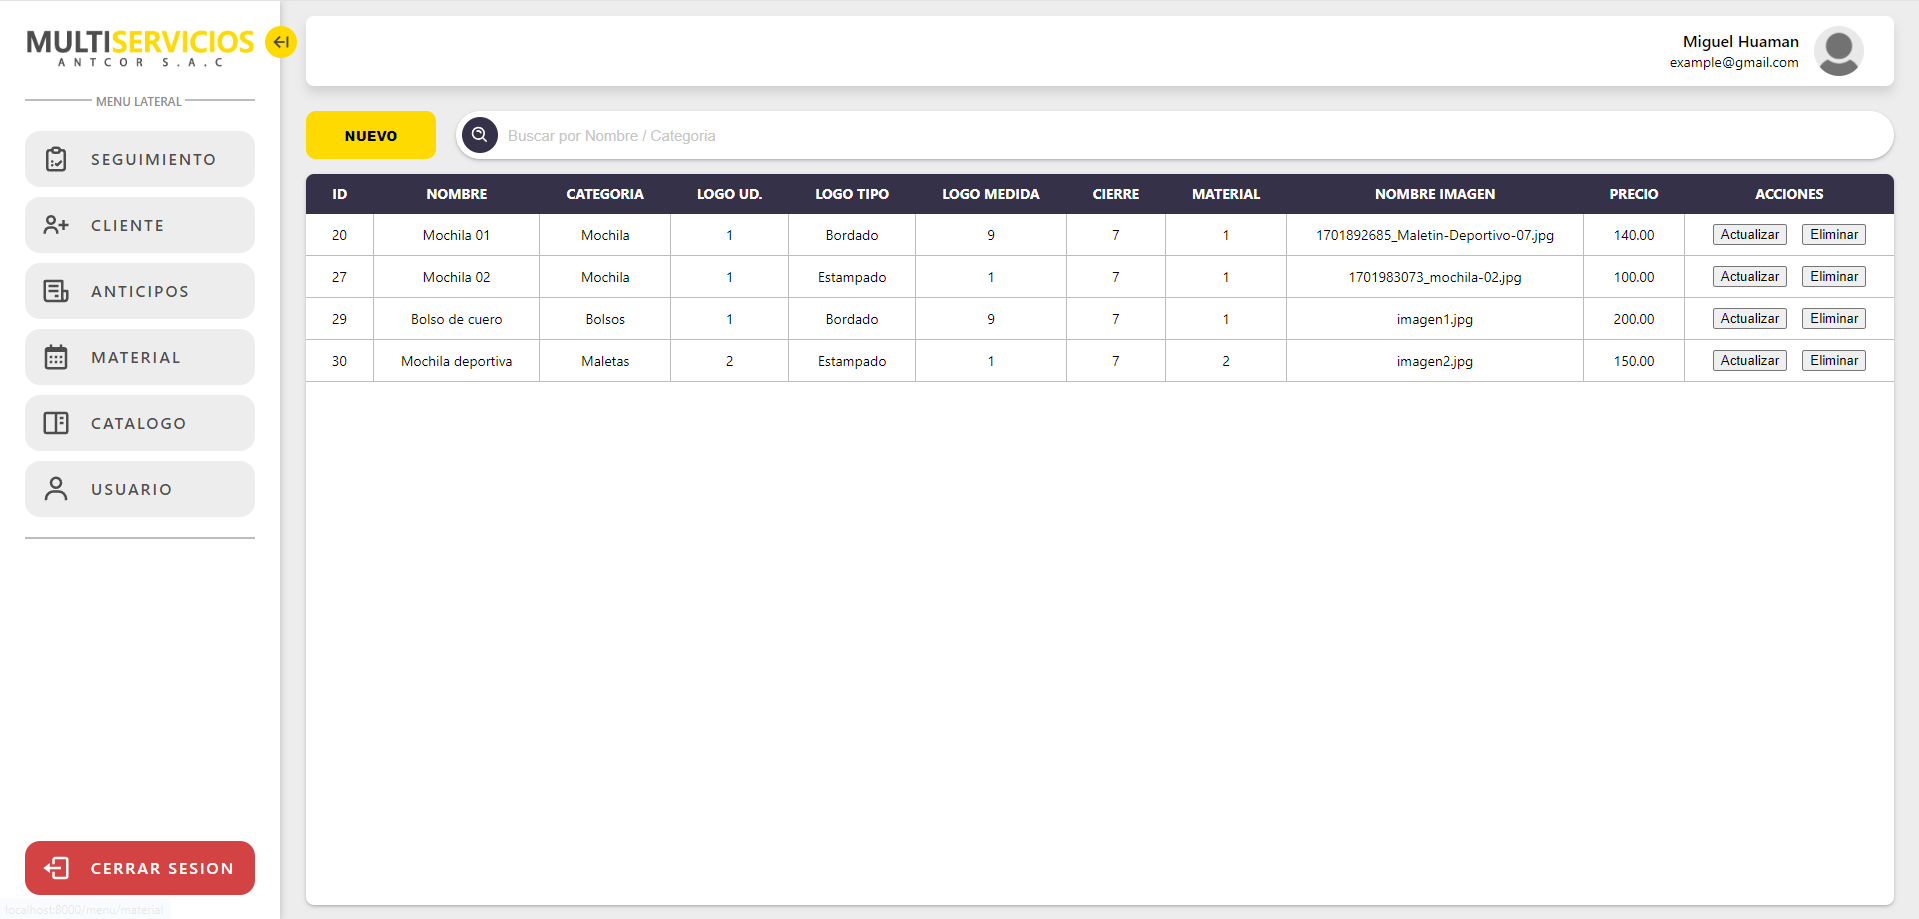 MULTISERVICIOS
ANTCOR S.A.C
MENU LATERAL
SEGUIMIENTO
CLIENTE
ANTICIPOS
MATERIAL
CATALOGO
USUARIO
CERRAR SESION
localhost:8000/menu/material
Miguel Huaman
example@gmail.com
NUEVO
Buscar por Nombre / Categoria
ID NOMBRE CATEGORIA LOGO UD. LOGO TIPO LOGO MEDIDA CIERRE MATERIAL NOMBRE IMAGEN PRECIO ACCIONES
20 Mochila 01 Mochila 1 Bordado 9 7 1 1701892685_Maletin-Deportivo-07.jpg 140.00 Actualizar Eliminar
27 Mochila 02 Mochila 1 Estampado 1 7 1 1701983073_mochila-02.jpg 100.00 Actualizar Eliminar
29 Bolso de cuero Bolsos 1 Bordado 9 7 1 imagen1.jpg 200.00 Actualizar Eliminar
30 Mochila deportiva Maletas 2 Estampado 1 7 2 imagen2.jpg 150.00 Actualizar Eliminar